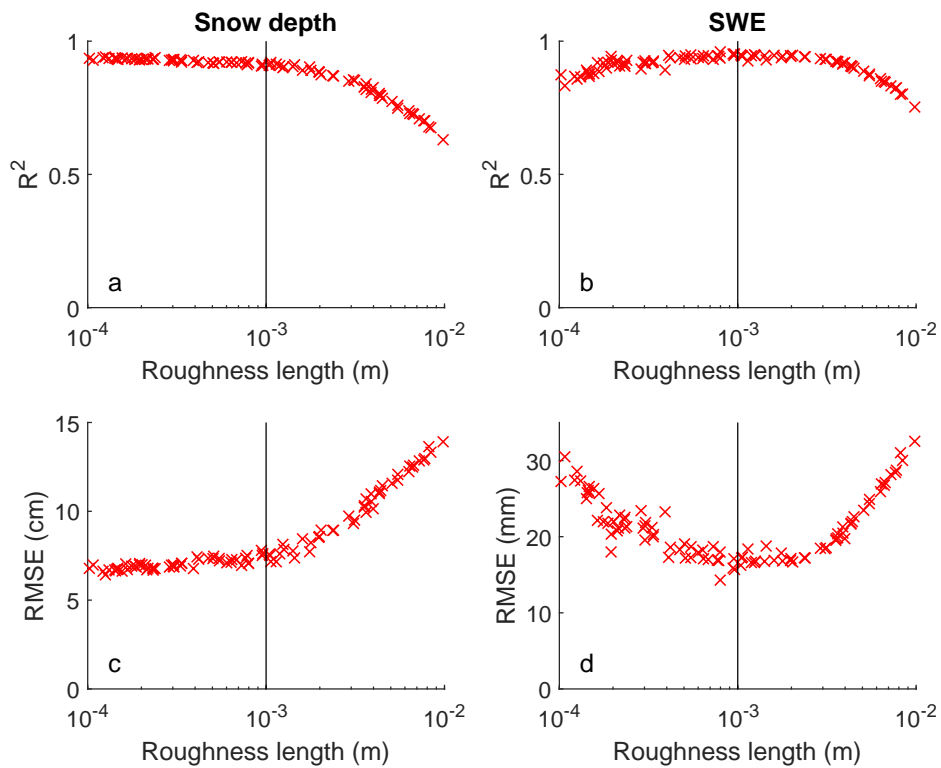 Snow depth
SWE
1
0.5
0
R²
a
10⁻⁴
10⁻³
10⁻²
Roughness length (m)
1
0.5
0
R²
b
10⁻⁴
10⁻³
10⁻²
Roughness length (m)
15
10
5
0
RMSE (cm)
c
10⁻⁴
10⁻³
10⁻²
Roughness length (m)
30
20
10
0
RMSE (mm)
d
10⁻⁴
10⁻³
10⁻²
Roughness length (m)